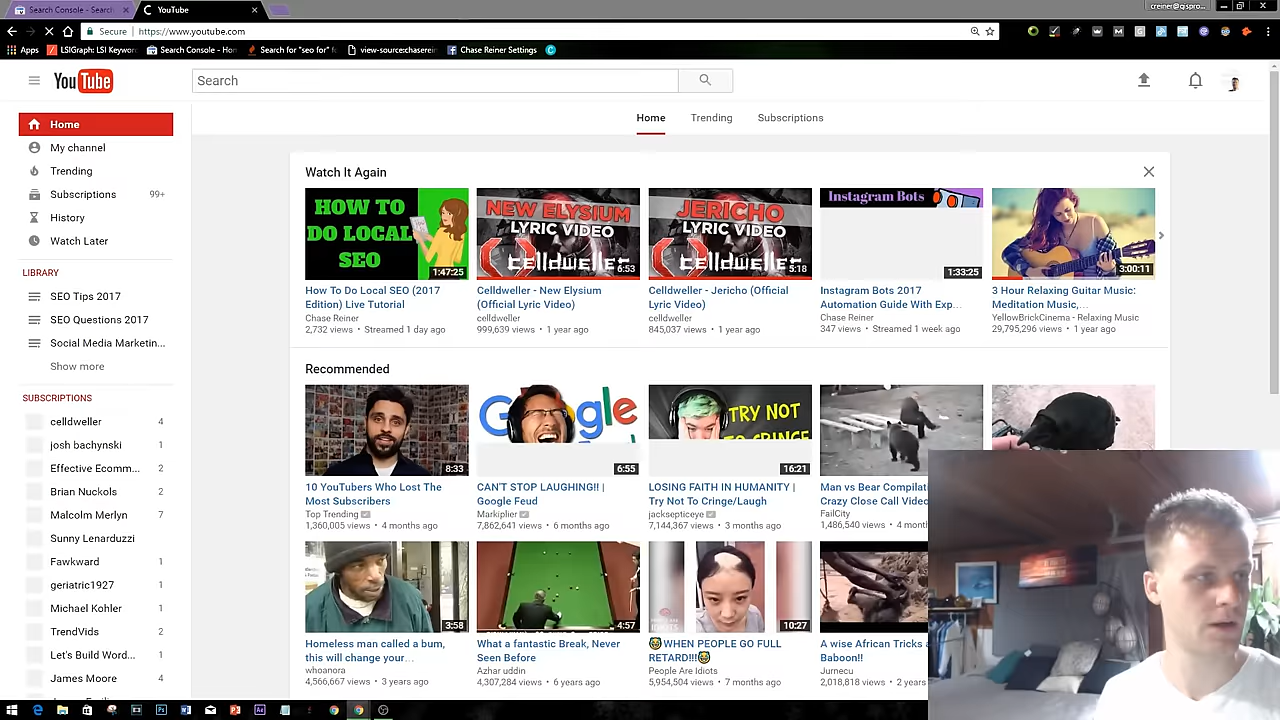 Search Console - Search
YouTube
creiner@gispro...
Secure
https://www.youtube.com
Apps
LSIGraph: LSI Keyword
Search Console - Hom
Search for "seo for" f
view-source:chaserein
Chase Reiner Settings
YouTube
Search
Home
Trending
Subscriptions
Home
My channel
Trending
Subscriptions 99+
History
Watch Later
LIBRARY
SEO Tips 2017
SEO Questions 2017
Social Media Marketin...
Show more
SUBSCRIPTIONS
celldweller 4
josh bachynski 1
Effective Ecomm... 2
Brian Nuckols 2
Malcolm Merlyn 7
Sunny Lenarduzzi
Fawkward 1
geriatric1927 1
Michael Kohler 1
TrendVids 2
Let's Build Word... 1
James Moore 4
Watch It Again
HOW TO
DO LOCAL
SEO
1:47:25
How To Do Local SEO (2017
Edition) Live Tutorial
Chase Reiner
2,732 views • Streamed 1 day ago
NEW ELYSIUM
LYRIC VIDEO
celldweller
6:53
Celldweller - New Elysium
(Official Lyric Video)
celldweller
999,639 views • 1 year ago
JERICHO
LYRIC VIDEO
celldweller
5:18
Celldweller - Jericho (Official
Lyric Video)
celldweller
845,037 views • 1 year ago
Instagram Bots
1:33:25
Instagram Bots 2017
Automation Guide With Exp...
Chase Reiner
347 views • Streamed 1 week ago
3:00:11
3 Hour Relaxing Guitar Music:
Meditation Music,...
YellowBrickCinema - Relaxing Music
29,795,296 views • 1 year ago
Recommended
8:33
10 YouTubers Who Lost The
Most Subscribers
Top Trending
1,360,005 views • 4 months ago
Google
6:55
CAN'T STOP LAUGHING!! |
Google Feud
Markiplier
7,862,641 views • 6 months ago
TRY NOT
TO CRINGE
16:21
LOSING FAITH IN HUMANITY |
Try Not To Cringe/Laugh
jacksepticeye
7,144,367 views • 3 months ago
Man vs Bear Compilat
Crazy Close Call Video
FailCity
1,486,540 views • 4 mont
3:58
Homeless man called a bum,
this will change your...
whoanora
4,566,667 views • 3 years ago
4:57
What a fantastic Break, Never
Seen Before
Azhar uddin
4,307,284 views • 6 years ago
PEOPLE ARE
IDIOTS
10:27
WHEN PEOPLE GO FULL
RETARD!!!
People Are Idiots
5,954,504 views • 7 months ago
A wise African Tricks a
Baboon!!
Jurnecu
2,018,818 views • 2 years